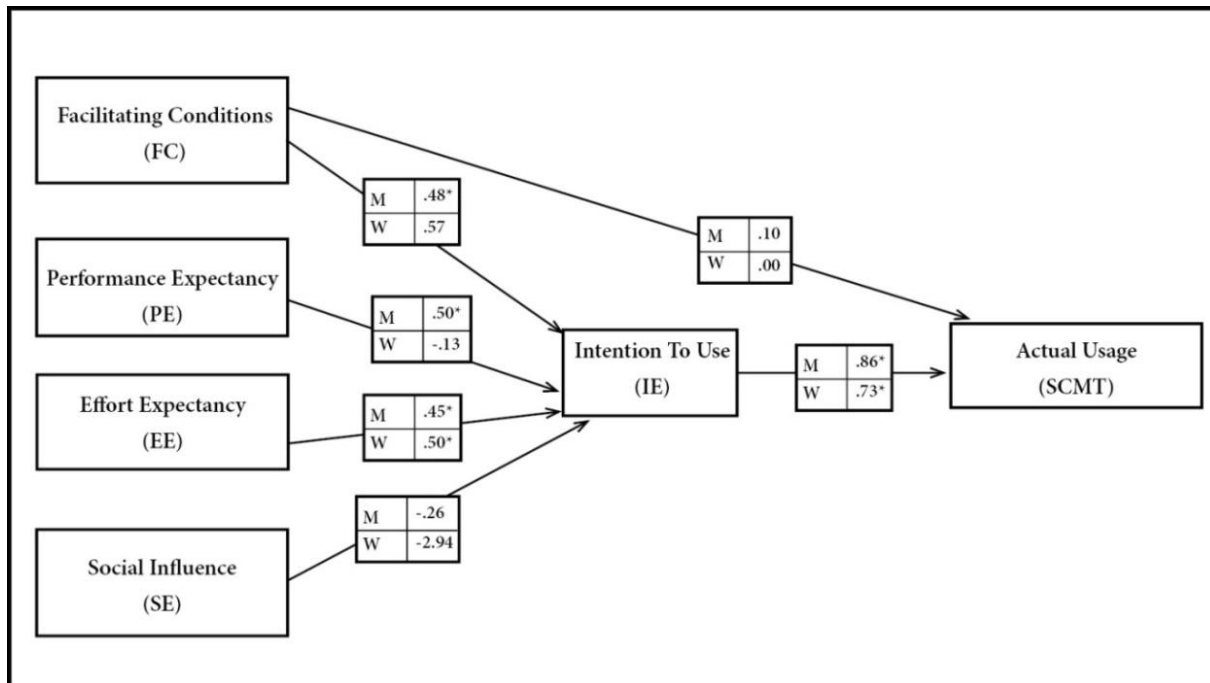 Facilitating Conditions
(FC)
M .48*
W .57
M .10
W .00
Performance Expectancy
(PE)
M .50*
W -.13
Intention To Use
(IE)
M .86*
W .73*
Actual Usage
(SCMT)
Effort Expectancy
(EE)
M .45*
W .50*
M -.26
W -2.94
Social Influence
(SE)